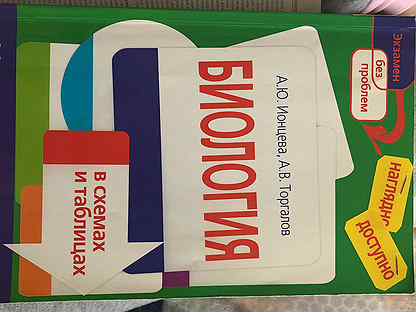 Экзамен
без
проблем
наглядно
доступно
А.Ю. Ионцева, А.В. Торгалов
БИОЛОГИЯ
в схемах
и таблицах